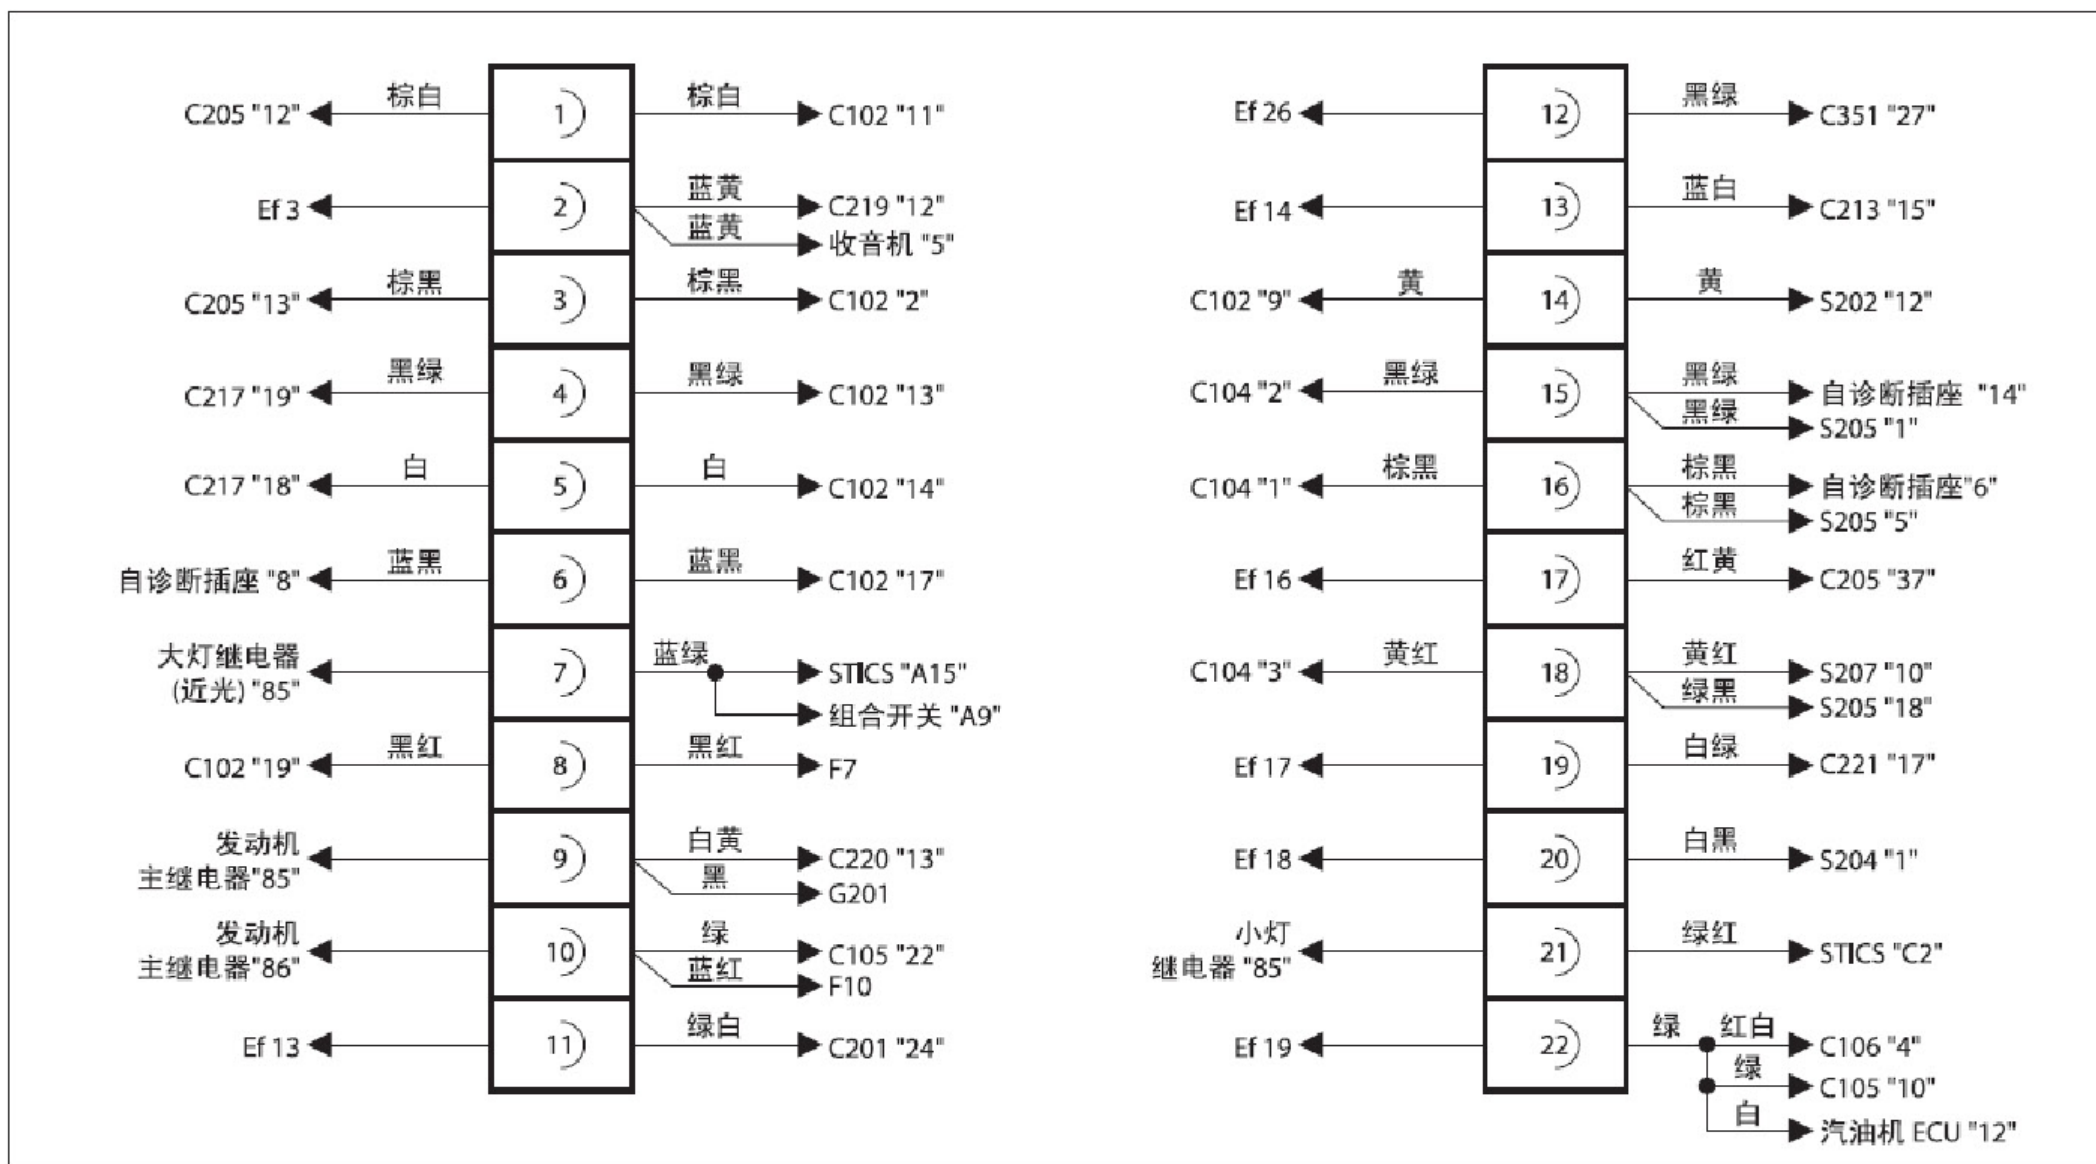 C205 "12" 棕白 1 棕白 C102 "11"
Ef 3 2 蓝黄 C219 "12"
蓝黄 收音机 "5"
C205 "13" 棕黑 3 棕黑 C102 "2"
C217 "19" 黑绿 4 黑绿 C102 "13"
C217 "18" 白 5 白 C102 "14"
自诊断插座 "8" 蓝黑 6 蓝黑 C102 "17"
大灯继电器
(近光) "85" 7 蓝绿 STICS "A15"
组合开关 "A9"
C102 "19" 黑红 8 黑红 F7
发动机
主继电器"85" 9 白黄 C220 "13"
黑 G201
发动机
主继电器"86" 10 绿 C105 "22"
蓝红 F10
Ef 13 11 绿白 C201 "24"
Ef 26 12 黑绿 C351 "27"
Ef 14 13 蓝白 C213 "15"
C102 "9" 黄 14 黄 S202 "12"
C104 "2" 黑绿 15 黑绿 自诊断插座 "14"
黑绿 S205 "1"
C104 "1" 棕黑 16 棕黑 自诊断插座"6"
棕黑 S205 "5"
Ef 16 17 红黄 C205 "37"
C104 "3" 黄红 18 黄红 S207 "10"
绿黑 S205 "18"
Ef 17 19 白绿 C221 "17"
Ef 18 20 白黑 S204 "1"
小灯
继电器 "85" 21 绿红 STICS "C2"
Ef 19 22 绿 红白 C106 "4"
绿 C105 "10"
白 汽油机 ECU "12"